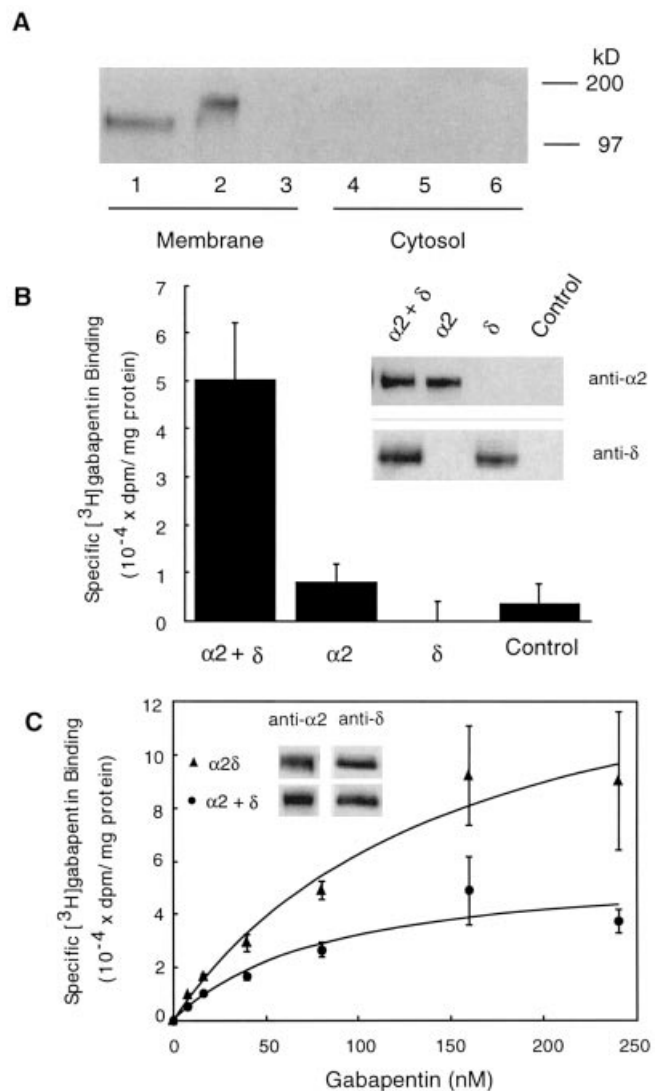 A
kD
200
97
1 2 3 4 5 6
Membrane Cytosol
B
Specific [³H]gabapentin Binding
(10⁻⁴ x dpm/ mg protein)
7
6
5
4
3
2
1
0
α2 + δ α2 δ Control
anti-α2
anti-δ
α2 + δ α2 δ Control
C
Specific [³H]gabapentin Binding
(10⁻⁴ x dpm/ mg protein)
12
10
8
6
4
2
0
anti-α2 anti-δ
α2δ
α2 + δ
0 50 100 150 200 250
Gabapentin (nM)